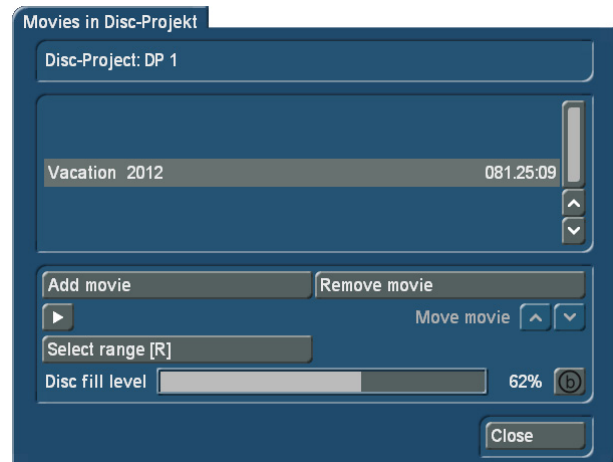 Movies in Disc-Projekt
Disc-Project: DP 1
Vacation 2012 081.25:09
Add movie Remove movie
Move movie
Select range [R]
Disc fill level 62% b
Close